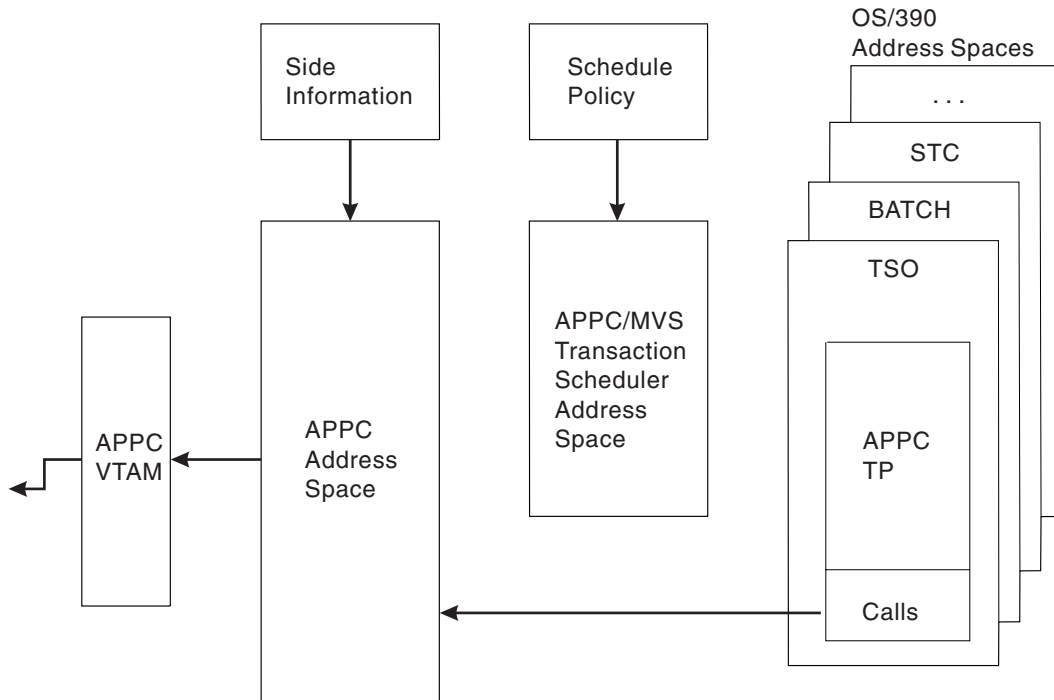 OS/390
Address Spaces
Side
Information
Schedule
Policy
. . .
STC
BATCH
TSO
APPC/MVS
Transaction
Scheduler
Address
Space
APPC
VTAM
APPC
Address
Space
APPC
TP
Calls